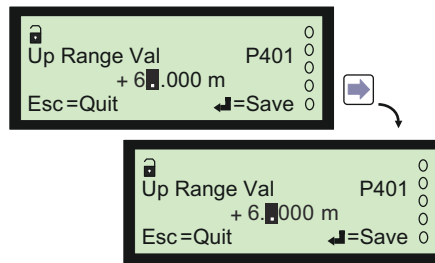 Up Range Val P401
+ 6..000 m
Esc=Quit =Save
Up Range Val P401
+ 6..000 m
Esc=Quit =Save